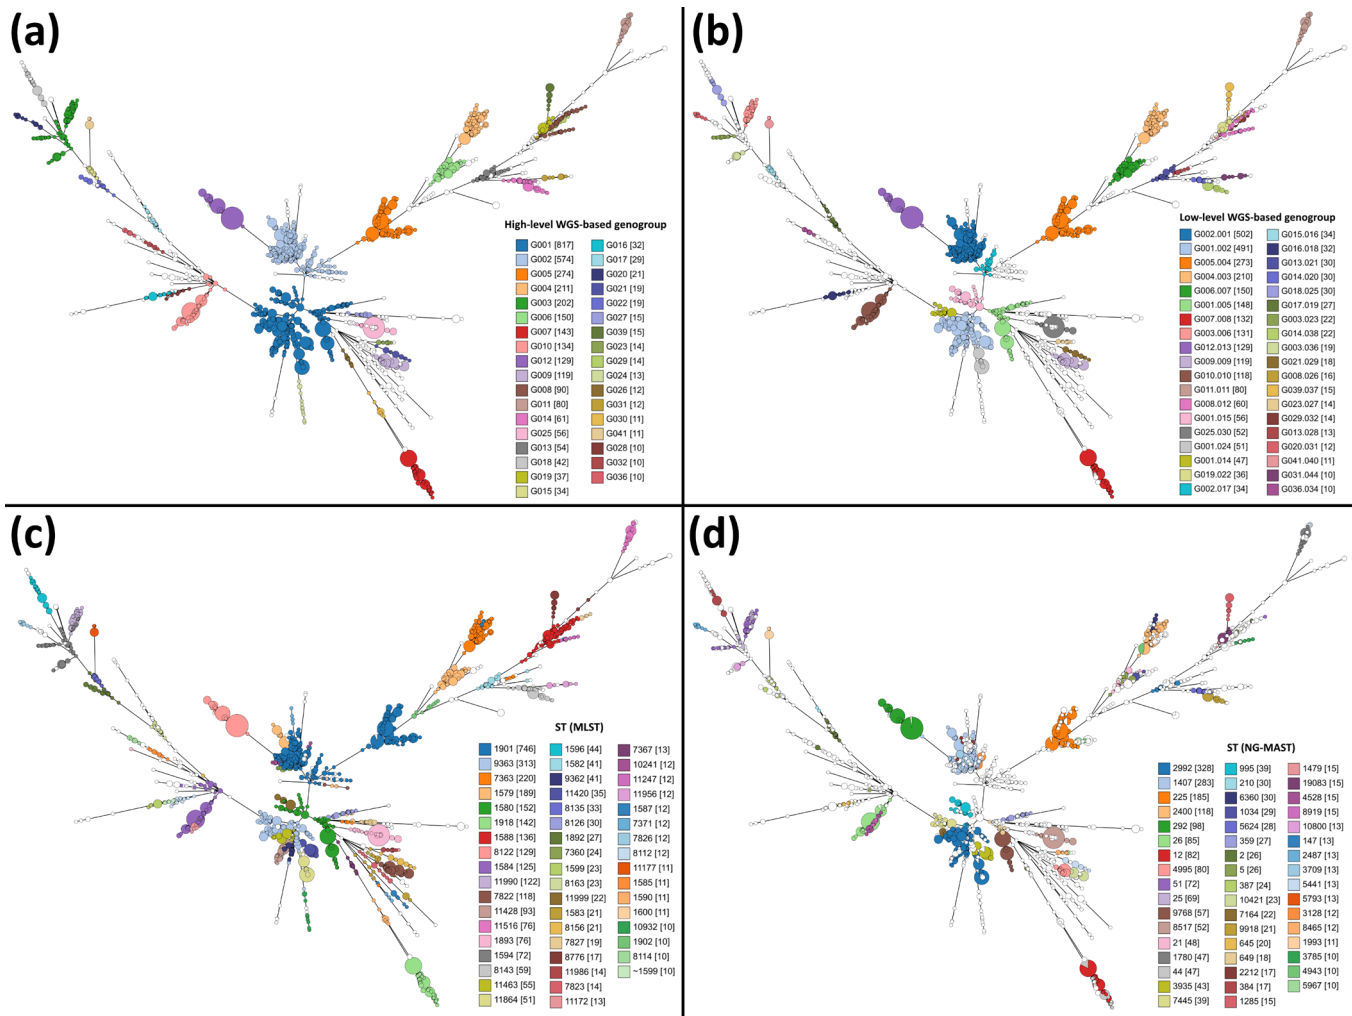 (a)
High-level WGS-based genogroup
G001 [817]
G002 [574]
G005 [274]
G004 [211]
G003 [202]
G006 [150]
G007 [143]
G010 [134]
G012 [129]
G009 [119]
G008 [90]
G011 [80]
G014 [61]
G025 [56]
G013 [54]
G018 [42]
G019 [37]
G015 [34]
G016 [32]
G017 [29]
G020 [21]
G021 [19]
G022 [19]
G027 [15]
G039 [15]
G023 [14]
G029 [14]
G024 [13]
G026 [12]
G031 [12]
G030 [11]
G041 [11]
G028 [10]
G032 [10]
G036 [10]
(b)
Low-level WGS-based genogroup
G002.001 [502]
G001.002 [491]
G005.004 [273]
G004.003 [210]
G006.007 [150]
G001.005 [148]
G007.008 [132]
G003.006 [131]
G012.013 [129]
G009.009 [119]
G010.010 [118]
G011.011 [80]
G008.012 [60]
G001.015 [56]
G025.030 [52]
G001.024 [51]
G001.014 [47]
G019.022 [36]
G002.017 [34]
G015.016 [34]
G016.018 [32]
G013.021 [30]
G014.020 [30]
G018.025 [30]
G017.019 [27]
G003.023 [22]
G014.038 [22]
G003.036 [19]
G021.029 [18]
G008.026 [16]
G039.037 [15]
G023.027 [14]
G029.032 [14]
G013.028 [13]
G020.031 [12]
G041.040 [11]
G031.044 [10]
G036.034 [10]
(c)
ST (MLST)
1901 [746]
9363 [313]
7363 [220]
1579 [189]
1580 [152]
1918 [142]
1588 [136]
8122 [129]
1584 [125]
11990 [122]
7822 [118]
11428 [93]
11516 [76]
1893 [76]
1594 [72]
8143 [59]
11463 [55]
11864 [51]
1596 [44]
1582 [41]
9362 [41]
11420 [35]
8135 [33]
8126 [30]
1892 [27]
7360 [24]
1599 [23]
8163 [23]
11999 [22]
1583 [21]
8156 [21]
7827 [19]
8776 [17]
11986 [14]
7823 [14]
11172 [13]
7367 [13]
10241 [12]
11247 [12]
11956 [12]
1587 [12]
7371 [12]
7826 [12]
8112 [12]
11177 [11]
1585 [11]
1590 [11]
1600 [11]
10932 [10]
1902 [10]
8114 [10]
~1599 [10]
(d)
ST (NG-MAST)
2992 [328]
1407 [283]
225 [185]
2400 [118]
292 [98]
26 [85]
12 [82]
4995 [80]
51 [72]
25 [69]
9768 [57]
8517 [52]
21 [48]
1780 [47]
44 [47]
3935 [43]
7445 [39]
995 [39]
210 [30]
6360 [30]
1034 [29]
5624 [28]
359 [27]
2 [26]
5 [26]
387 [24]
10421 [23]
7164 [22]
9918 [21]
645 [20]
649 [18]
2212 [17]
384 [17]
1285 [15]
1479 [15]
19083 [15]
4528 [15]
8919 [15]
10800 [13]
147 [13]
2487 [13]
3709 [13]
5441 [13]
5793 [13]
3128 [12]
8465 [12]
1993 [11]
3785 [10]
4943 [10]
5967 [10]